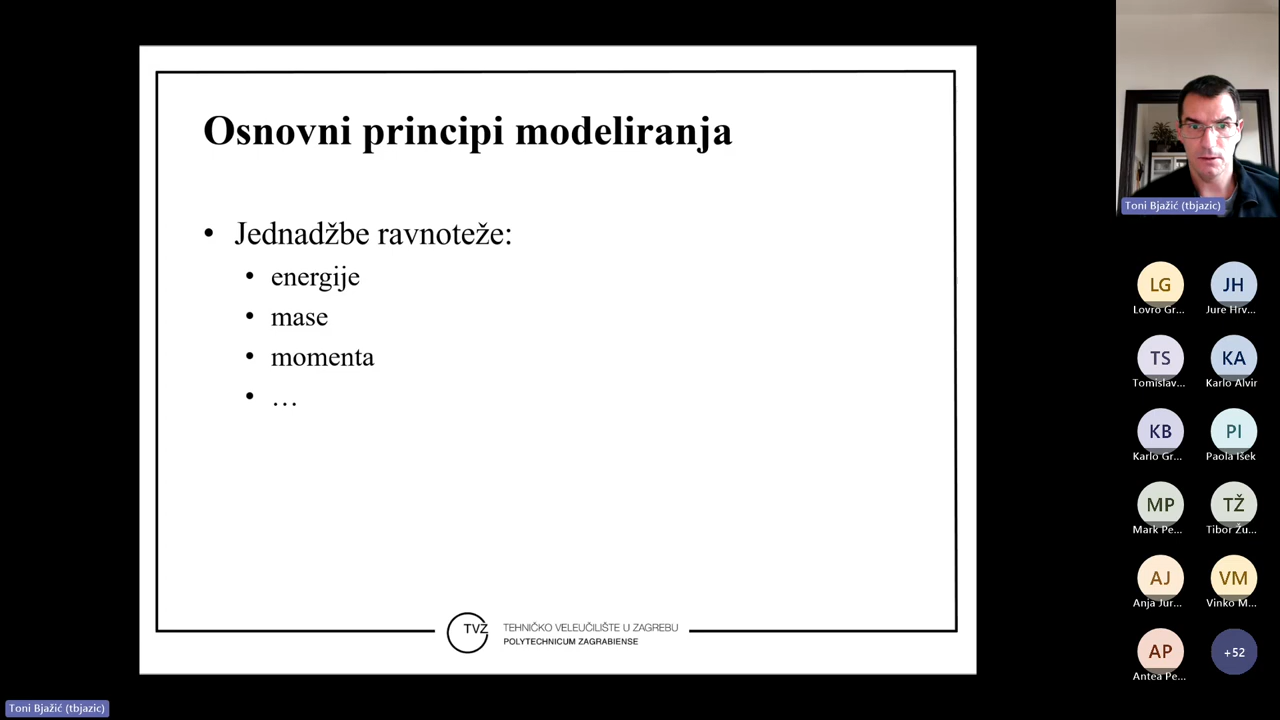 Osnovni principi modeliranja
• Jednadžbe ravnoteže:
• energije
• mase
• momenta
• …
TVZ
TEHNIČKO VELEUČILIŠTE U ZAGREBU
POLYTECHNICUM ZAGRABIENSE
Toni Bjažić (tbjazic)
LG
JH
Lovro Gr...
Jure Hrv...
TS
KA
Tomislav...
Karlo Alvir
KB
PI
Karlo Gr...
Paola Išek
MP
TŽ
Mark Pe...
Tibor Žu...
AJ
VM
Anja Jur...
Vinko M...
AP
+52
Antea Pe...
Toni Bjažić (tbjazic)